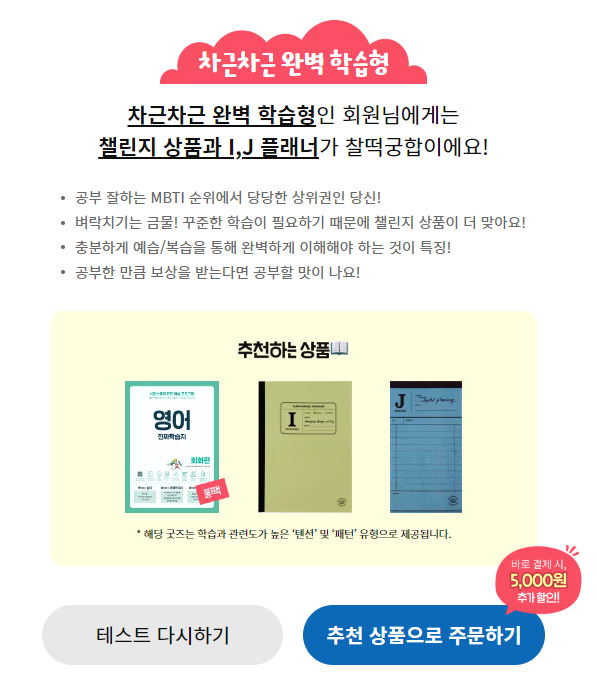 차근차근 완벽 학습형
차근차근 완벽 학습형인 회원님에게는
챌린지 상품과 I,J 플래너가 찰떡궁합이에요!
• 공부 잘하는 MBTI 순위에서 당당한 상위권인 당신!
• 벼락치기는 금물! 꾸준한 학습이 필요하기 때문에 챌린지 상품이 더 맞아요!
• 충분하게 예습/복습을 통해 완벽하게 이해해야 하는 것이 특징!
• 공부한 만큼 보상을 받는다면 공부할 맛이 나요!
추천하는 상품
영어
진짜학습지
회화편
풀팩
I
J
* 해당 굿즈는 학습과 관련도가 높은 ‘텐션’ 및 ‘패턴’ 유형으로 제공됩니다.
바로 결제 시,
5,000원
추가 할인!
테스트 다시하기
추천 상품으로 주문하기